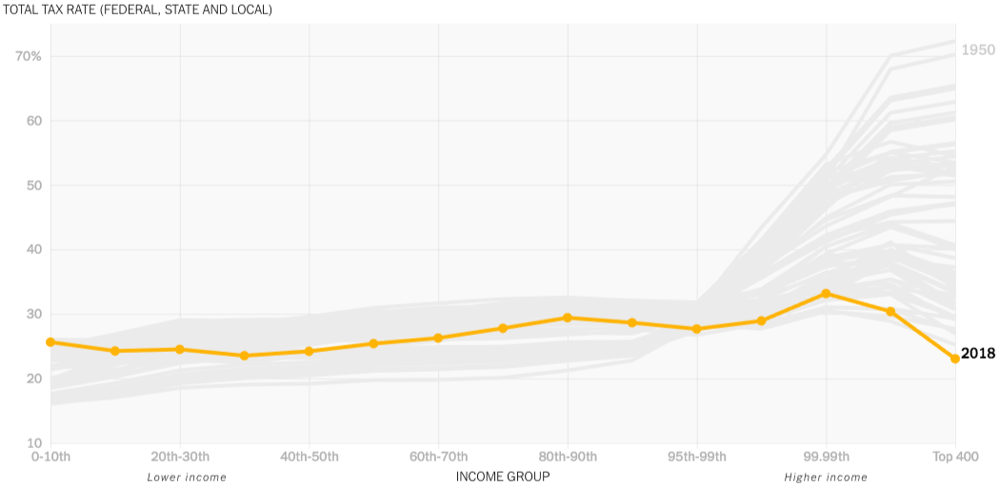 TOTAL TAX RATE (FEDERAL, STATE AND LOCAL)
70%
1950
60
50
40
30
2018
20
10
0-10th
20th-30th
40th-50th
60th-70th
80th-90th
95th-99th
99.99th
Top 400
Lower income
INCOME GROUP
Higher income